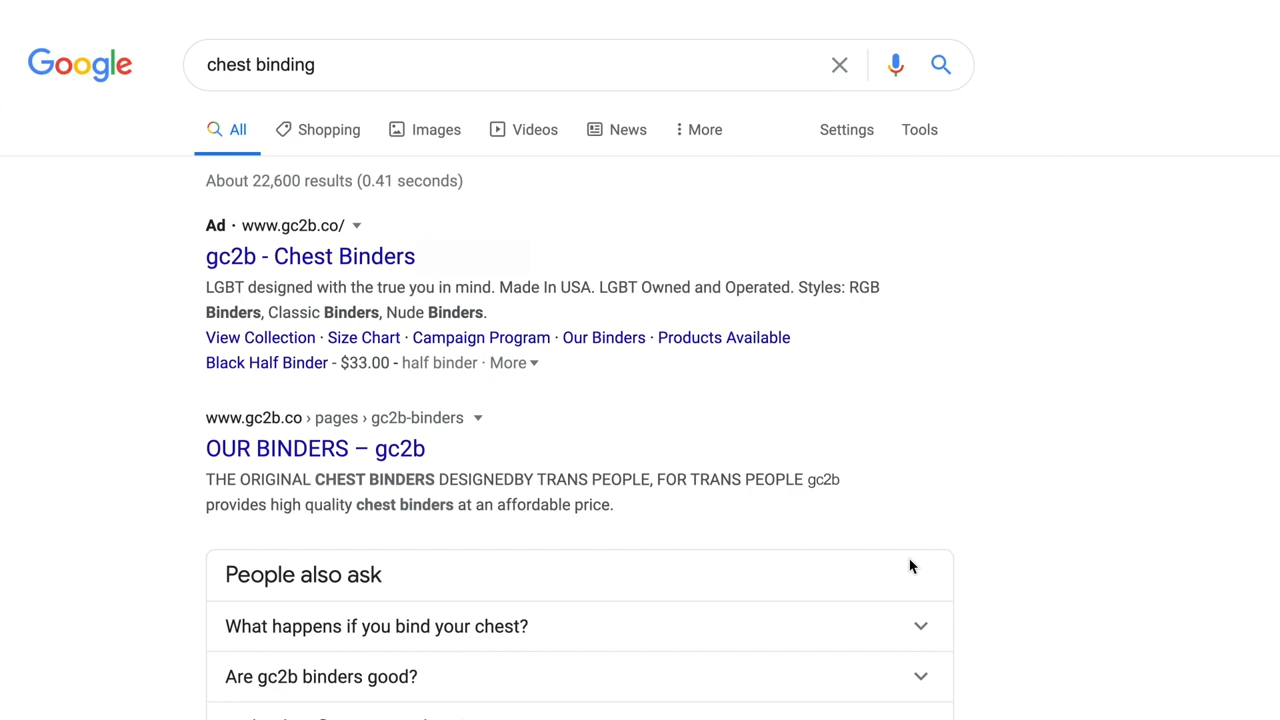 Google
chest binding
All Shopping Images Videos News More Settings Tools
About 22,600 results (0.41 seconds)
Ad · www.gc2b.co/
gc2b - Chest Binders
LGBT designed with the true you in mind. Made In USA. LGBT Owned and Operated. Styles: RGB
Binders, Classic Binders, Nude Binders.
View Collection · Size Chart · Campaign Program · Our Binders · Products Available
Black Half Binder - $33.00 - half binder · More
www.gc2b.co › pages › gc2b-binders
OUR BINDERS – gc2b
THE ORIGINAL CHEST BINDERS DESIGNEDBY TRANS PEOPLE, FOR TRANS PEOPLE gc2b
provides high quality chest binders at an affordable price.
People also ask
What happens if you bind your chest?
Are gc2b binders good?